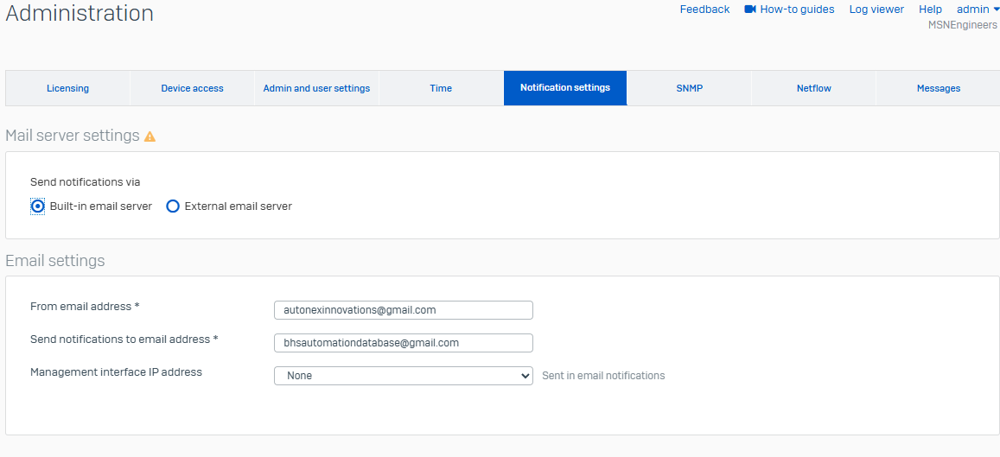 Administration
Feedback How-to guides Log viewer Help admin
MSNEngineers
Licensing Device access Admin and user settings Time Notification settings SNMP Netflow Messages
Mail server settings
Send notifications via
Built-in email server External email server
Email settings
From email address * autonexinnovations@gmail.com
Send notifications to email address * bhsautomationdatabase@gmail.com
Management interface IP address None Sent in email notifications